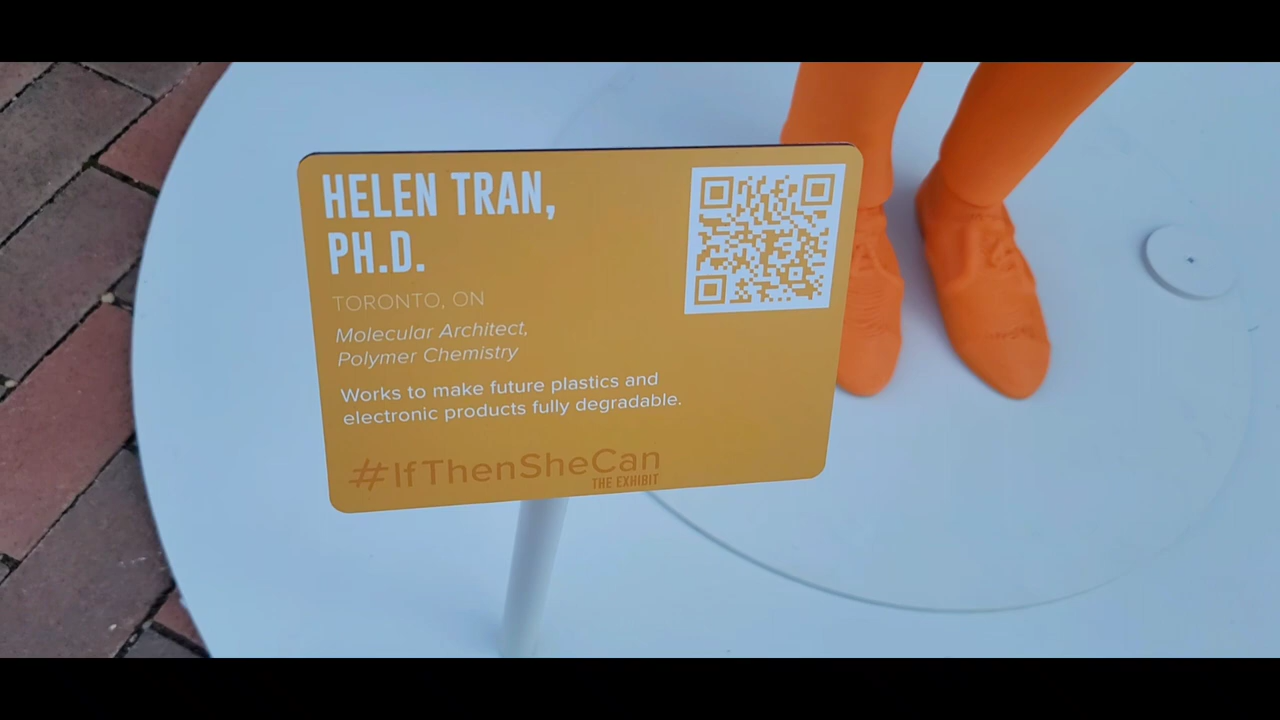 HELEN TRAN,
PH.D.
TORONTO, ON
Molecular Architect,
Polymer Chemistry
Works to make future plastics and
electronic products fully degradable.
#IfThenSheCan
THE EXHIBIT